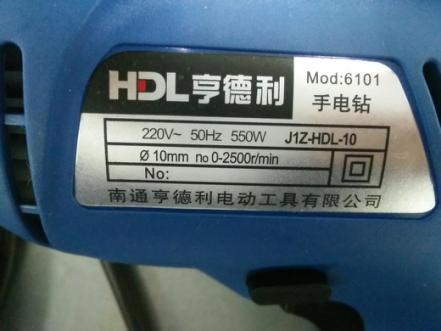 HDL亨德利
Mod:6101
手电钻
220V~ 50Hz 550W J1Z-HDL-10
Ø 10mm no 0-2500r/min
No:
南通亨德利电动工具有限公司